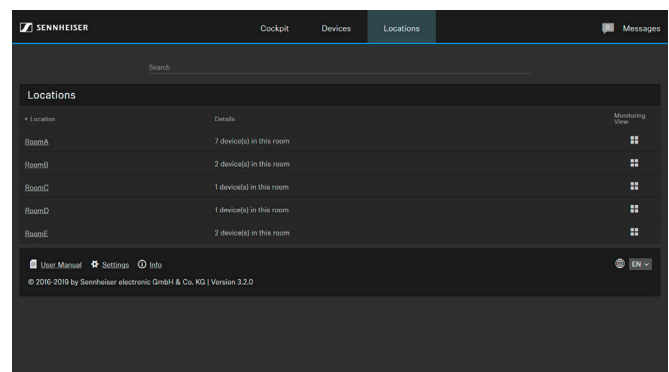 SENNHEISER Cockpit Devices Locations 0 Messages
Search
Locations
Location Details Monitoring View
RoomA 7 device(s) in this room
RoomB 2 device(s) in this room
RoomC 1 device(s) in this room
RoomD 1 device(s) in this room
RoomE 2 device(s) in this room
User Manual Settings Info EN
© 2016-2019 by Sennheiser electronic GmbH & Co. KG | Version 3.2.0